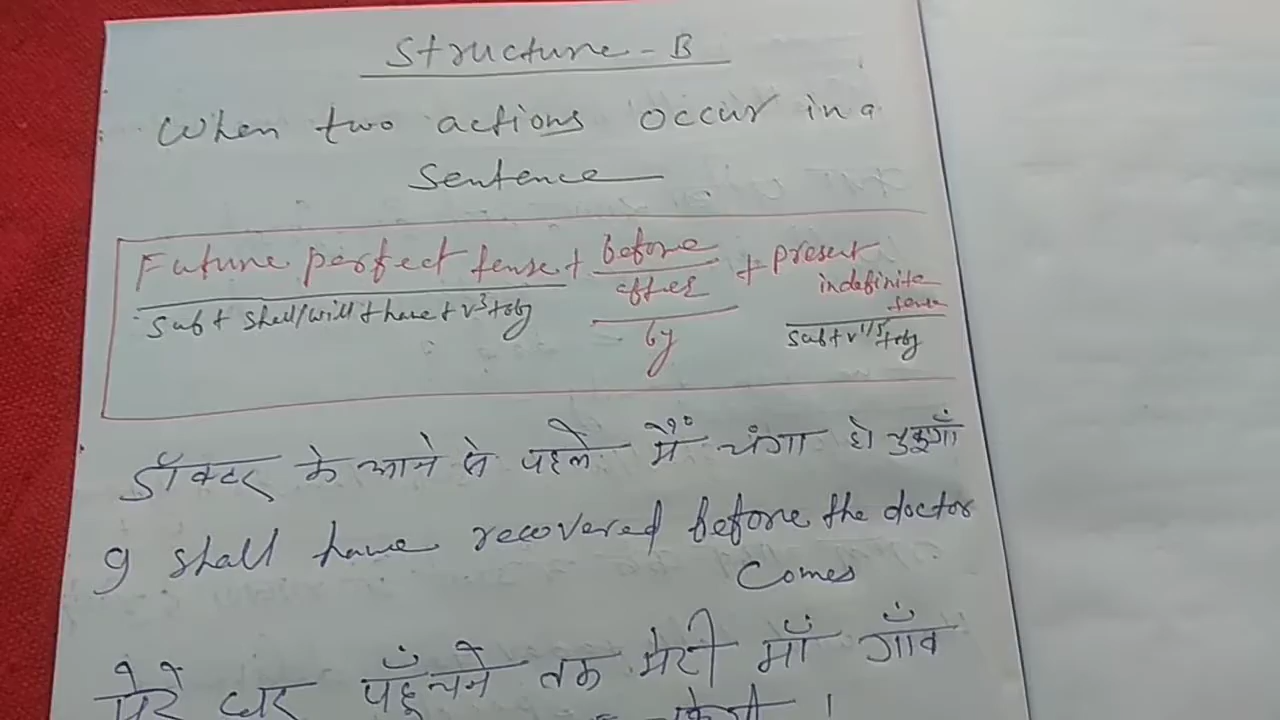 Structure - B
When two actions occur in a
sentence
Future perfect tense + before / after / by + present indefinite tense
Sub + shall/will + have + v³ + obj
sub + v1/5 + obj
डॉक्टर के आने से पहले मैं चंगा हो
I shall have recovered before the doctor
Comes
मेरे घर पहुँचने तक मेरी माँ गाँव